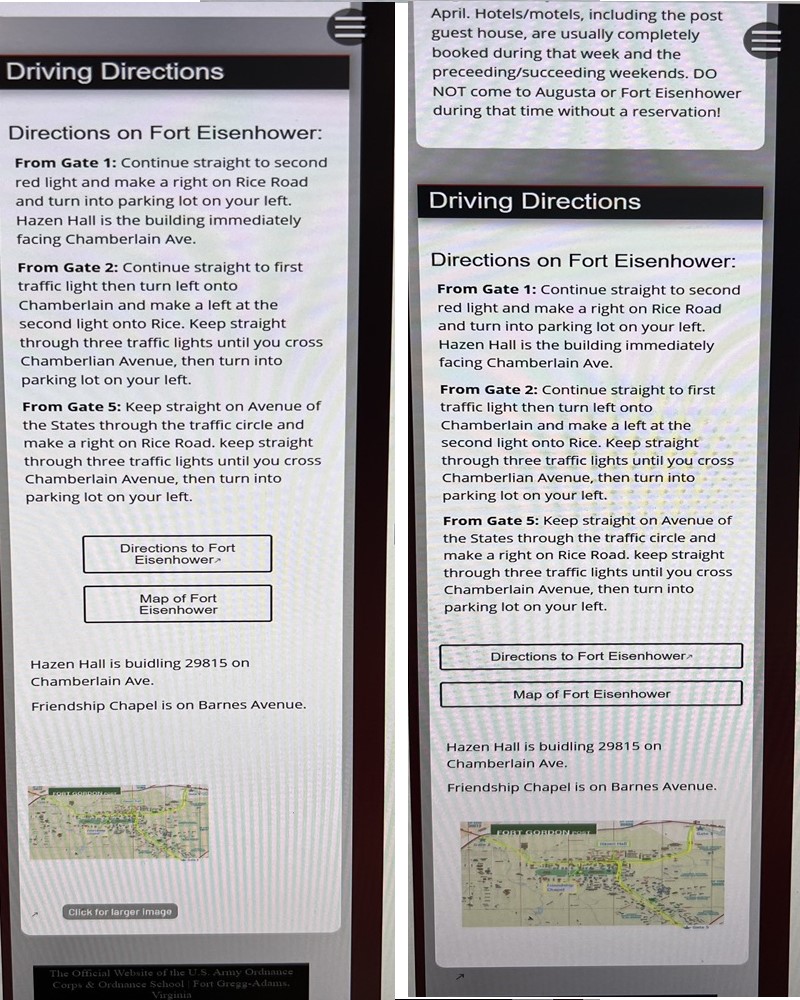 Driving Directions
Directions on Fort Eisenhower:
From Gate 1: Continue straight to second
red light and make a right on Rice Road
and turn into parking lot on your left.
Hazen Hall is the building immediately
facing Chamberlain Ave.
From Gate 2: Continue straight to first
traffic light then turn left onto
Chamberlain and make a left at the
second light onto Rice. Keep straight
through three traffic lights until you cross
Chamberlian Avenue, then turn into
parking lot on your left.
From Gate 5: Keep straight on Avenue of
the States through the traffic circle and
make a right on Rice Road. keep straight
through three traffic lights until you cross
Chamberlain Avenue, then turn into
parking lot on your left.
Directions to Fort
Eisenhower
Map of Fort
Eisenhower
Hazen Hall is buidling 29815 on
Chamberlain Ave.
Friendship Chapel is on Barnes Avenue.
FORT GORDON POST
Click for larger image
The Official Website of the U.S. Army Ordnance
Corps & Ordnance School | Fort Gregg-Adams,
Virginia
April. Hotels/motels, including the post
guest house, are usually completely
booked during that week and the
preceeding/succeeding weekends. DO
NOT come to Augusta or Fort Eisenhower
during that time without a reservation!
Driving Directions
Directions on Fort Eisenhower:
From Gate 1: Continue straight to second
red light and make a right on Rice Road
and turn into parking lot on your left.
Hazen Hall is the building immediately
facing Chamberlain Ave.
From Gate 2: Continue straight to first
traffic light then turn left onto
Chamberlain and make a left at the
second light onto Rice. Keep straight
through three traffic lights until you cross
Chamberlian Avenue, then turn into
parking lot on your left.
From Gate 5: Keep straight on Avenue of
the States through the traffic circle and
make a right on Rice Road. keep straight
through three traffic lights until you cross
Chamberlain Avenue, then turn into
parking lot on your left.
Directions to Fort Eisenhower
Map of Fort Eisenhower
Hazen Hall is buidling 29815 on
Chamberlain Ave.
Friendship Chapel is on Barnes Avenue.
FORT GORDON POST
Hazen Hall
Friendship
Chapel